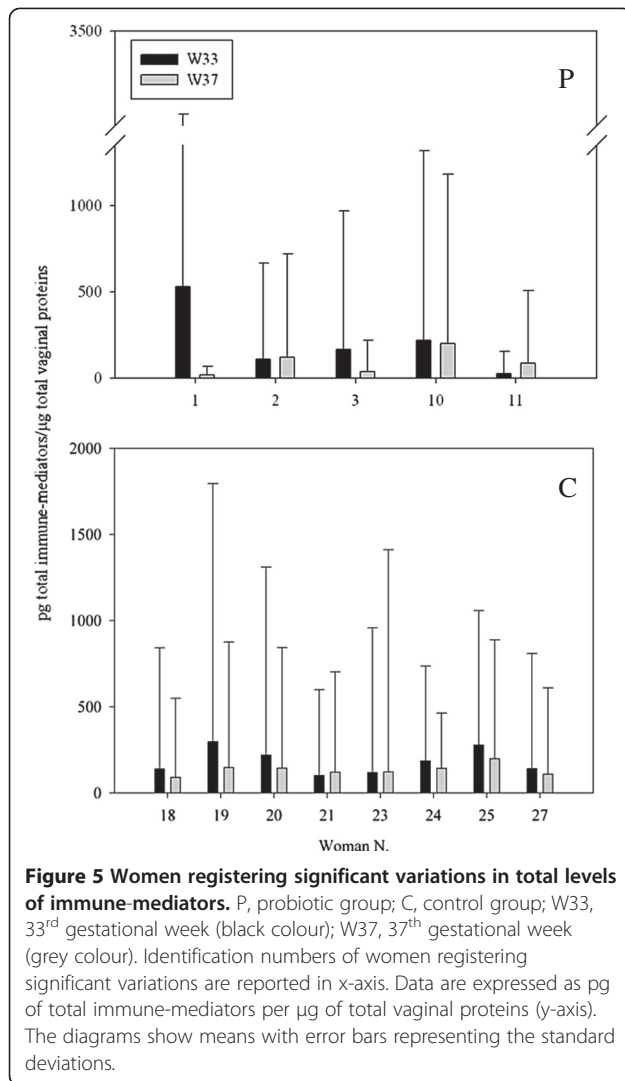 3500
W33
W37
P
1000
500
0
1 2 3 10 11
pg total immune-mediators/µg total vaginal proteins
2000
C
1500
1000
500
0
18 19 20 21 23 24 25 27
Woman N.
Figure 5 Women registering significant variations in total levels
of immune-mediators. P, probiotic group; C, control group; W33,
33rd gestational week (black colour); W37, 37th gestational week
(grey colour). Identification numbers of women registering
significant variations are reported in x-axis. Data are expressed as pg
of total immune-mediators per µg of total vaginal proteins (y-axis).
The diagrams show means with error bars representing the standard
deviations.